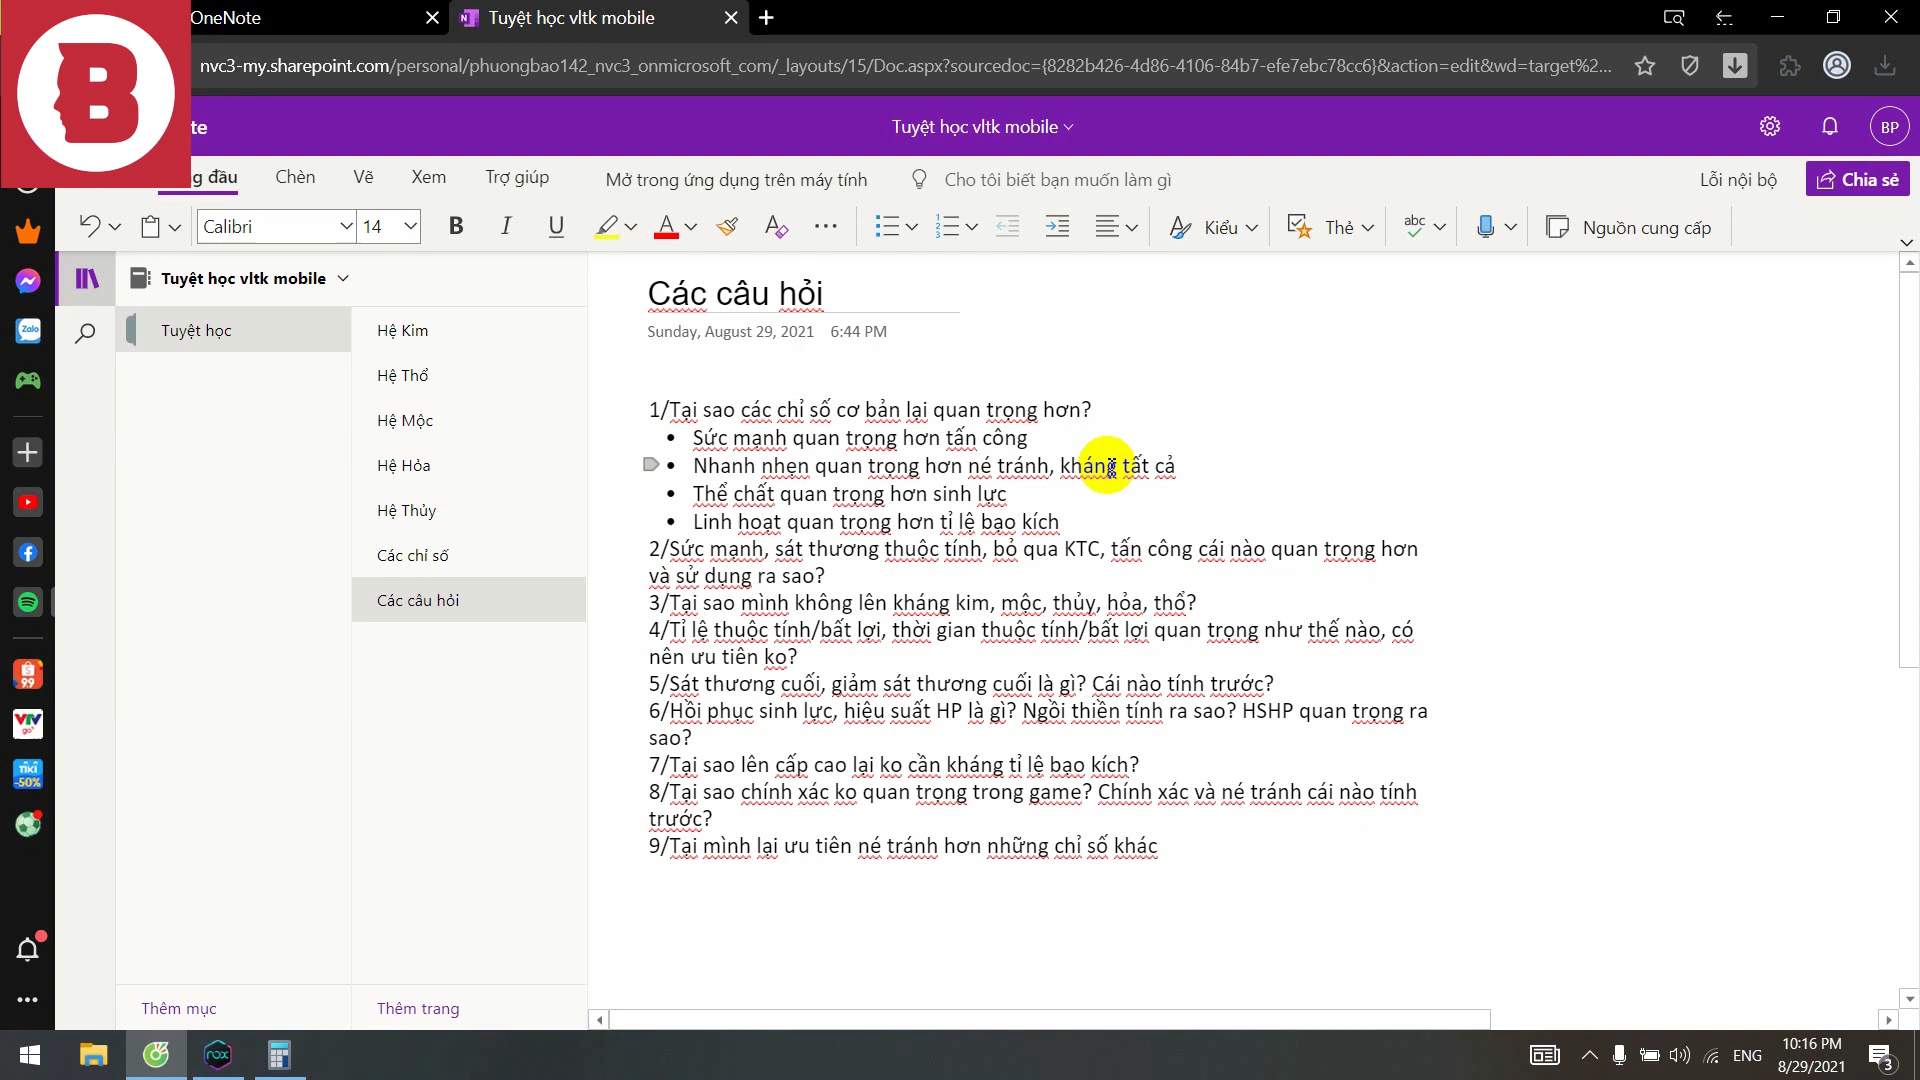 OneNote
Tuyệt học vltk mobile
nvc3-my.sharepoint.com/personal/phuongbao142_nvc3_onmicrosoft_com/_layouts/15/Doc.aspx?sourcedoc={8282b426-4d86-4106-84b7-efe7ebc78cc6}&action=edit&wd=target%2...
B
te
Tuyệt học vltk mobile
BP
g đầu
Chèn
Vẽ
Xem
Trợ giúp
Mở trong ứng dụng trên máy tính
Cho tôi biết bạn muốn làm gì
Lỗi nội bộ
Chia sẻ
Calibri
14
B
I
U
A
A
Kiểu
Thẻ
abc
Nguồn cung cấp
Tuyệt học vltk mobile
Tuyệt học
Hệ Kim
Hệ Thổ
Hệ Mộc
Hệ Hỏa
Hệ Thủy
Các chỉ số
Các câu hỏi
Thêm mục
Thêm trang
Các câu hỏi
Sunday, August 29, 2021 6:44 PM
1/Tại sao các chỉ số cơ bản lại quan trọng hơn?
• Sức mạnh quan trọng hơn tấn công
• Nhanh nhẹn quan trọng hơn né tránh, kháng tất cả
• Thể chất quan trọng hơn sinh lực
• Linh hoạt quan trọng hơn tỉ lệ bạo kích
2/Sức mạnh, sát thương thuộc tính, bỏ qua KTC, tấn công cái nào quan trọng hơn
và sử dụng ra sao?
3/Tại sao mình không lên kháng kim, mộc, thủy, hỏa, thổ?
4/Tỉ lệ thuộc tính/bất lợi, thời gian thuộc tính/bất lợi quan trọng như thế nào, có
nên ưu tiên ko?
5/Sát thương cuối, giảm sát thương cuối là gì? Cái nào tính trước?
6/Hồi phục sinh lực, hiệu suất HP là gì? Ngồi thiền tính ra sao? HSHP quan trọng ra
sao?
7/Tại sao lên cấp cao lại ko cần kháng tỉ lệ bạo kích?
8/Tại sao chính xác ko quan trọng trong game? Chính xác và né tránh cái nào tính
trước?
9/Tại mình lại ưu tiên né tránh hơn những chỉ số khác
Zalo
9.9
VTV
go
TIKI
-50%
nox
ENG
10:16 PM
8/29/2021
3